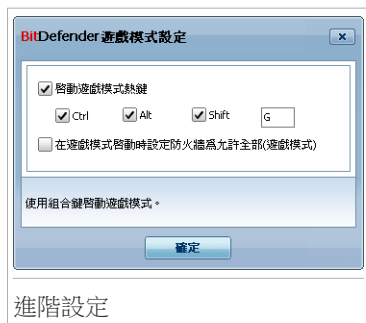 BitDefender 遊戲模式設定
啓動遊戲模式熱鍵
Ctrl Alt Shift G
在遊戲模式啓動時設定防火牆爲允許全部(遊戲模式)
使用組合鍵啓動遊戲模式。
確定
進階設定